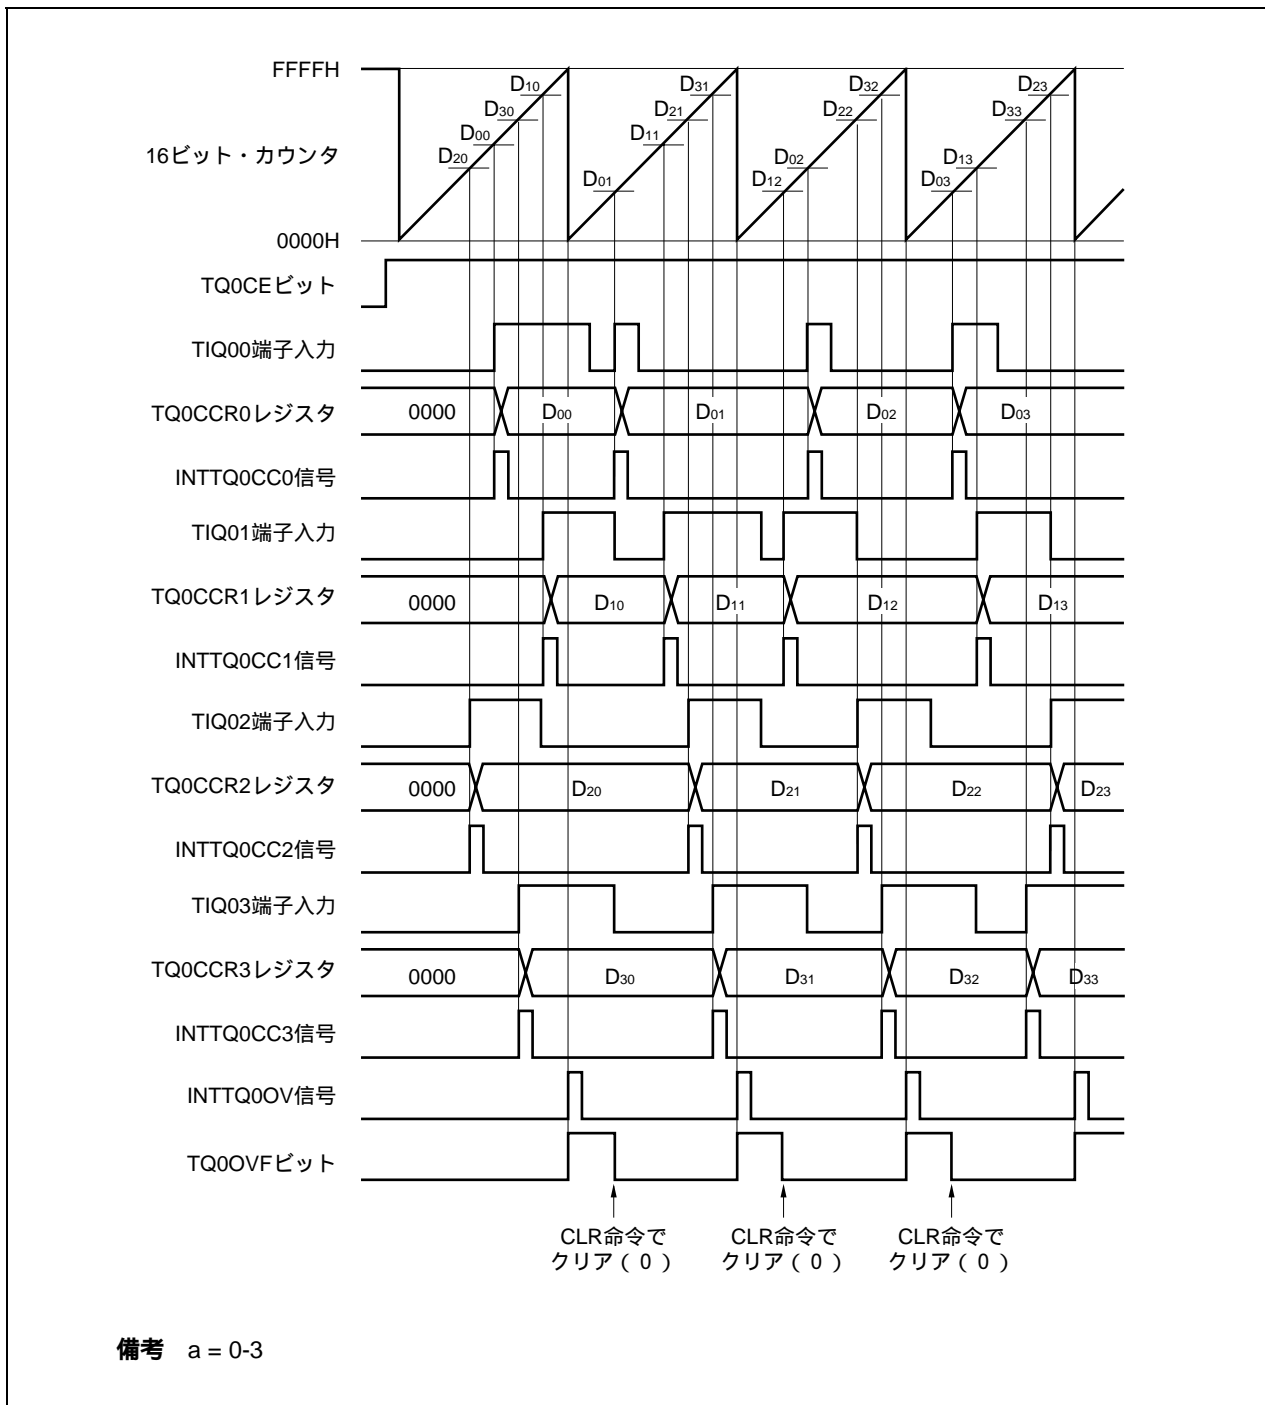 FFFFH
D10 D31 D32 D23
D30 D21 D22 D33
D00 D11
16ビット・カウンタ
D20 D02 D13
D01 D12 D03
0000H
TQ0CEビット
TIQ00端子入力
TQ0CCR0レジスタ 0000 D00 D01 D02 D03
INTTQ0CC0信号
TIQ01端子入力
TQ0CCR1レジスタ 0000 D10 D11 D12 D13
INTTQ0CC1信号
TIQ02端子入力
TQ0CCR2レジスタ 0000 D20 D21 D22 D23
INTTQ0CC2信号
TIQ03端子入力
TQ0CCR3レジスタ 0000 D30 D31 D32 D33
INTTQ0CC3信号
INTTQ0OV信号
TQ0OVFビット
CLR命令で CLR命令で CLR命令で
クリア(0) クリア(0) クリア(0)
備考 a = 0-3